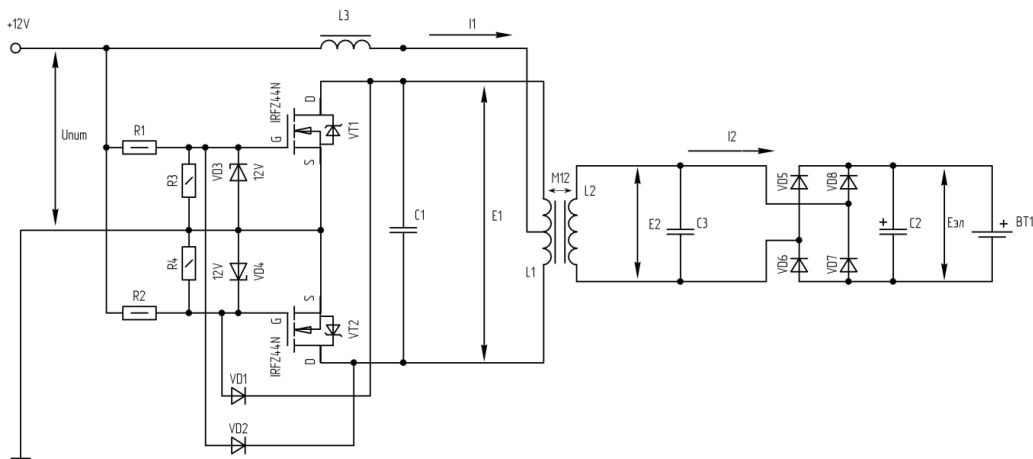 +12V
L3
I1
Uпит
R1
R3
VD3
12V
G
IRFZ44N
D
S
VT1
C1
E1
M12
L1
L2
I2
E2
C3
VD5
VD8
VD6
VD7
+
C2
Eэл
+
BT1
R4
12V
VD4
R2
G
IRFZ44N
S
D
VT2
VD1
VD2